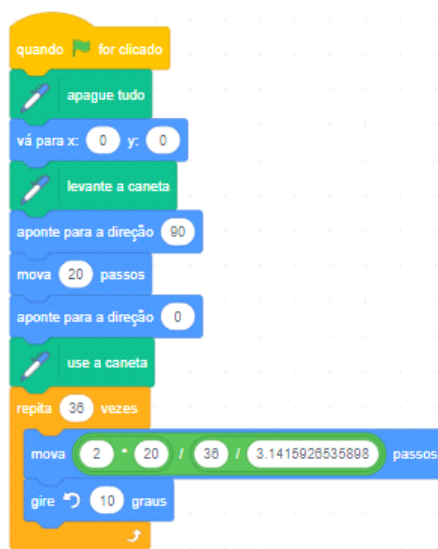 quando for clicado
apague tudo
vá para x: 0 y: 0
levante a caneta
aponte para a direção 90
mova 20 passos
aponte para a direção 0
use a caneta
repita 36 vezes
mova 2 * 20 / 36 / 3.1415926535898 passos
gire 10 graus